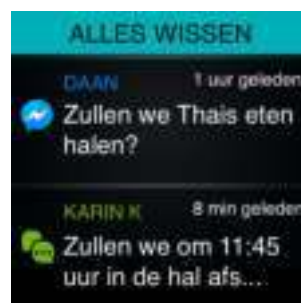 ALLES WISSEN
DAAN 1 uur geleden
Zullen we Thais eten
halen?
KARIN K 8 min geleden
Zullen we om 11:45
uur in de hal afs...